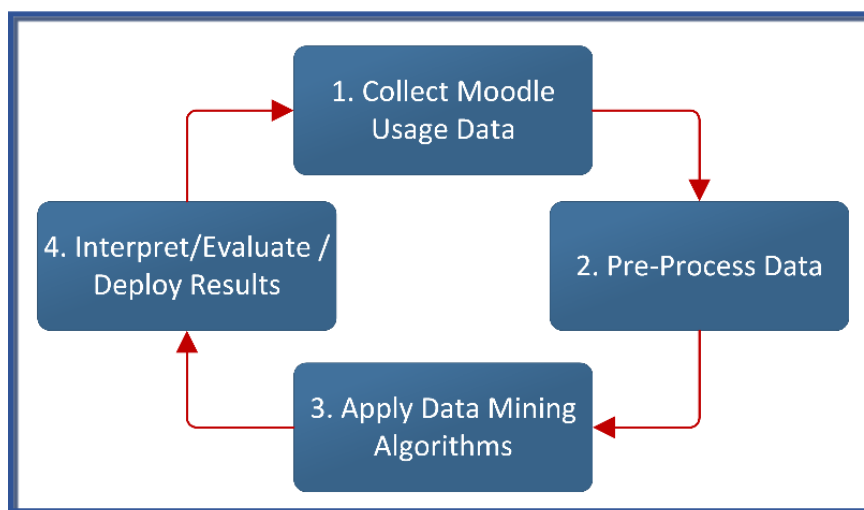 1. Collect Moodle
Usage Data
2. Pre-Process Data
3. Apply Data Mining
Algorithms
4. Interpret/Evaluate /
Deploy Results